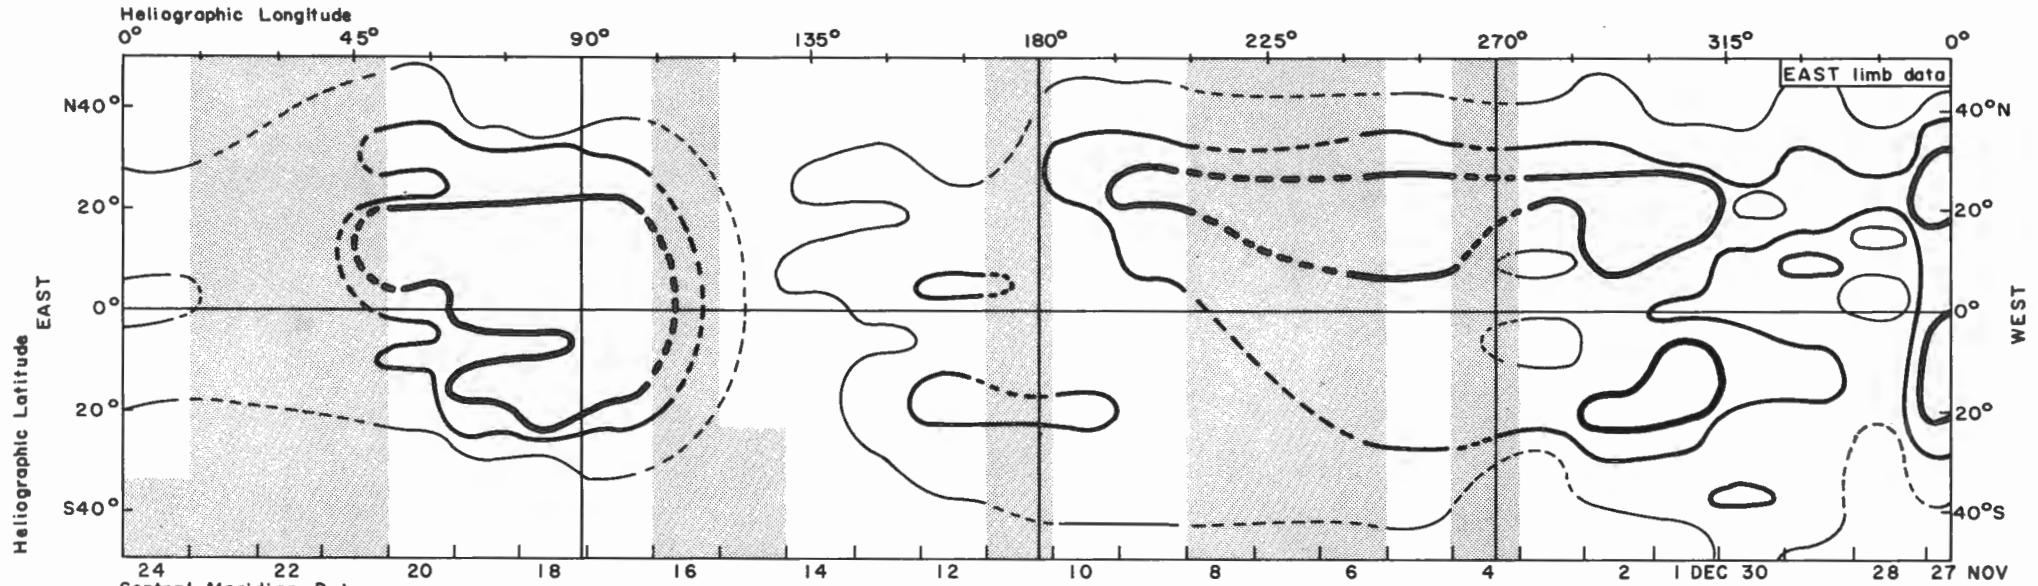 Heliographic Longitude
0° 45° 90° 135° 180° 225° 270° 315° 0°
EAST limb data
N40° 40°N
20° 20°
0° 0°
20° 20°
S40° 40°S
EAST
WEST
Heliographic Latitude
24 22 20 18 16 14 12 10 8 6 4 2 1 DEC 30 28 27 NOV